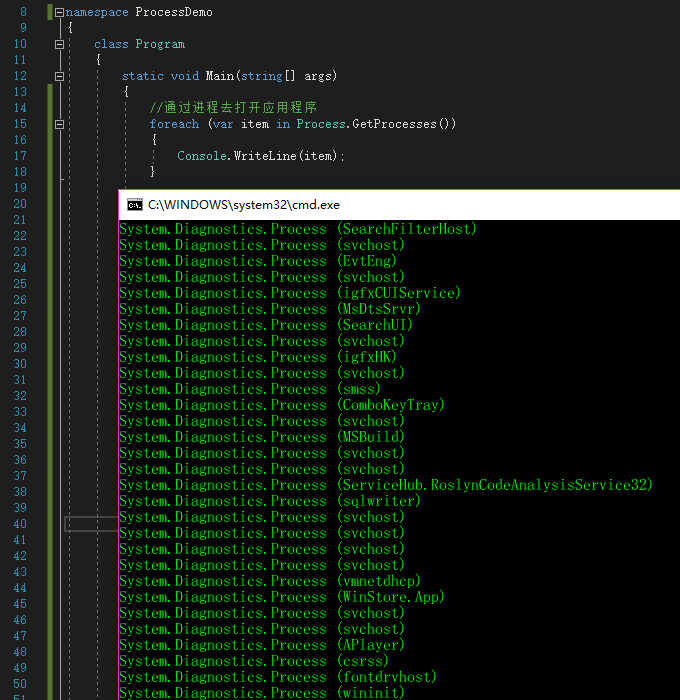 8 namespace ProcessDemo
9 {
10 class Program
11 {
12 static void Main(string[] args)
13 {
14 //通过进程去打开应用程序
15 foreach (var item in Process.GetProcesses())
16 {
17 Console.WriteLine(item);
18 }
19
20
21
22
23
24
25
26
27
28
29
30
31
32
33
34
35
36
37
38
39
40
41
42
43
44
45
46
47
48
49
50
51
C:\WINDOWS\system32\cmd.exe
System.Diagnostics.Process (SearchFilterHost)
System.Diagnostics.Process (svchost)
System.Diagnostics.Process (EvtEng)
System.Diagnostics.Process (svchost)
System.Diagnostics.Process (igfxCUIService)
System.Diagnostics.Process (MsDtsSrvr)
System.Diagnostics.Process (SearchUI)
System.Diagnostics.Process (svchost)
System.Diagnostics.Process (igfxHK)
System.Diagnostics.Process (svchost)
System.Diagnostics.Process (smss)
System.Diagnostics.Process (ComboKeyTray)
System.Diagnostics.Process (svchost)
System.Diagnostics.Process (MSBuild)
System.Diagnostics.Process (svchost)
System.Diagnostics.Process (svchost)
System.Diagnostics.Process (ServiceHub.RoslynCodeAnalysisService32)
System.Diagnostics.Process (sqlwriter)
System.Diagnostics.Process (svchost)
System.Diagnostics.Process (svchost)
System.Diagnostics.Process (svchost)
System.Diagnostics.Process (svchost)
System.Diagnostics.Process (vmnetdhcp)
System.Diagnostics.Process (WinStore.App)
System.Diagnostics.Process (svchost)
System.Diagnostics.Process (svchost)
System.Diagnostics.Process (APlayer)
System.Diagnostics.Process (csrss)
System.Diagnostics.Process (fontdrvhost)
System.Diagnostics.Process (wininit)